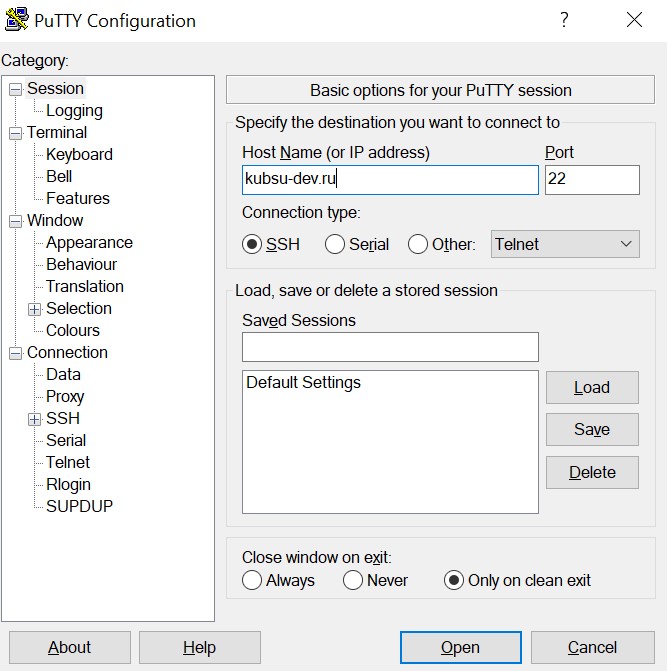 PuTTY Configuration
?
Category:
Session
Logging
Terminal
Keyboard
Bell
Features
Window
Appearance
Behaviour
Translation
Selection
Colours
Connection
Data
Proxy
SSH
Serial
Telnet
Rlogin
SUPDUP
Basic options for your PuTTY session
Specify the destination you want to connect to
Host Name (or IP address) Port
kubsu-dev.ru 22
Connection type:
SSH Serial Other: Telnet
Load, save or delete a stored session
Saved Sessions
Default Settings
Load
Save
Delete
Close window on exit:
Always Never Only on clean exit
About Help Open Cancel